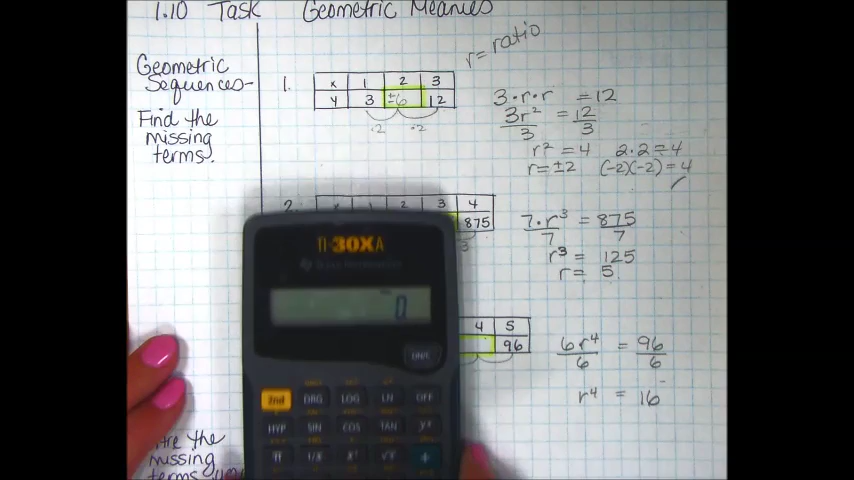 1.10 Task Geometric Meanies
Geometric
Sequences-
Find the
missing
terms.
1.
x 1 2 3
y 3 ±6 12
·2 ·2
r= ratio
3·r·r = 12
3r² = 12
3 3
r² = 4 2·2=4
r=±2 (-2)(-2)=4
2.
x 1 2 3 4
875
3
7·r³ = 875
7 7
r³ = 125
r = 5
4 5
96
6r⁴ = 96
6 6
r⁴ = 16
TI-30XA
TEXAS INSTRUMENTS
0
ON/C
2nd DRG LOG LN OFF
HYP SIN COS TAN
π 1/x x² √x +
the
missing
terms